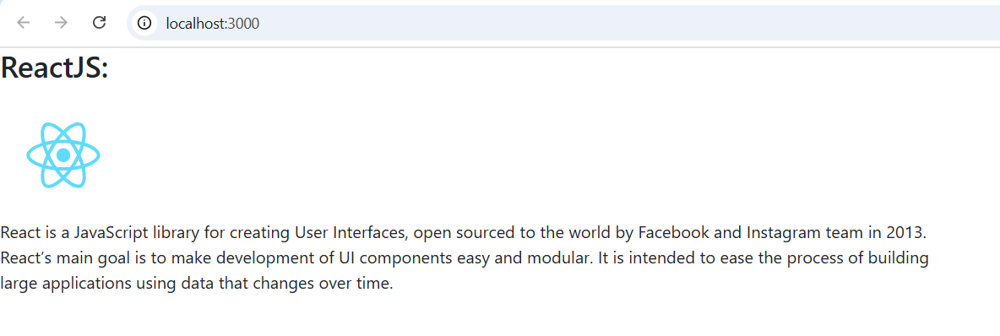 localhost:3000
ReactJS:
React is a JavaScript library for creating User Interfaces, open sourced to the world by Facebook and Instagram team in 2013.
React’s main goal is to make development of UI components easy and modular. It is intended to ease the process of building
large applications using data that changes over time.